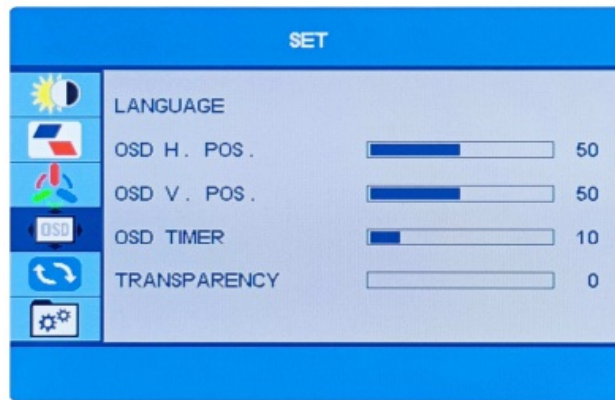 SET
LANGUAGE
OSD H. POS. 50
OSD V. POS. 50
OSD
OSD TIMER 10
TRANSPARENCY 0